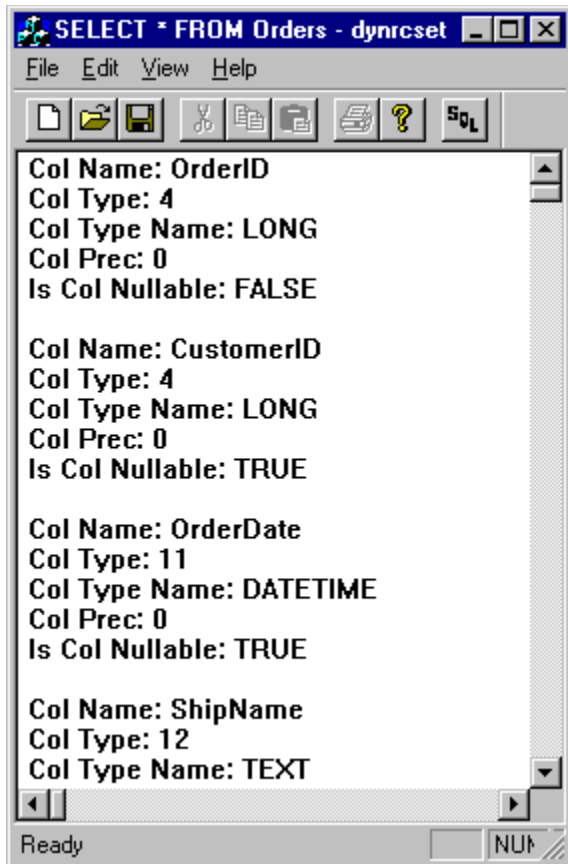 SELECT * FROM Orders - dynrcset
File Edit View Help
SQL
Col Name: OrderID
Col Type: 4
Col Type Name: LONG
Col Prec: 0
Is Col Nullable: FALSE
Col Name: CustomerID
Col Type: 4
Col Type Name: LONG
Col Prec: 0
Is Col Nullable: TRUE
Col Name: OrderDate
Col Type: 11
Col Type Name: DATETIME
Col Prec: 0
Is Col Nullable: TRUE
Col Name: ShipName
Col Type: 12
Col Type Name: TEXT
Ready NUM